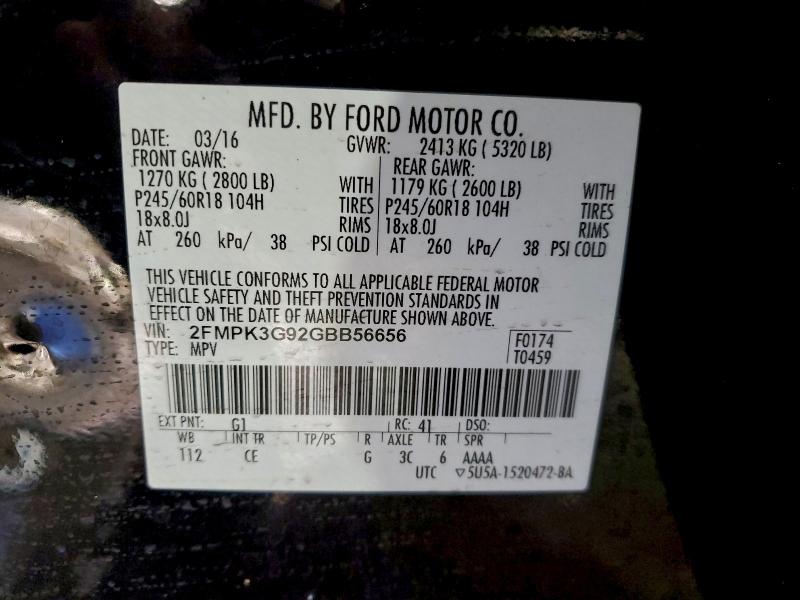 MFD. BY FORD MOTOR CO.
DATE: 03/16 GVWR: 2413 KG ( 5320 LB)
FRONT GAWR: REAR GAWR:
1270 KG ( 2800 LB) WITH 1179 KG ( 2600 LB) WITH
P245/60R18 104H TIRES P245/60R18 104H TIRES
18x8.0J RIMS 18x8.0J RIMS
AT 260 kPa/ 38 PSI COLD AT 260 kPa/ 38 PSI COLD
THIS VEHICLE CONFORMS TO ALL APPLICABLE FEDERAL MOTOR
VEHICLE SAFETY AND THEFT PREVENTION STANDARDS IN
EFFECT ON THE DATE OF MANUFACTURE SHOWN ABOVE.
VIN: 2FMPK3G92GBB56656 F0174
TYPE: MPV T0459
EXT PNT: G1 RC: 41 DSO:
WB INT TR TP/PS R AXLE TR SPR
112 CE G 3C 6 AAAA
UTC ▽5U5A-1520472-BA